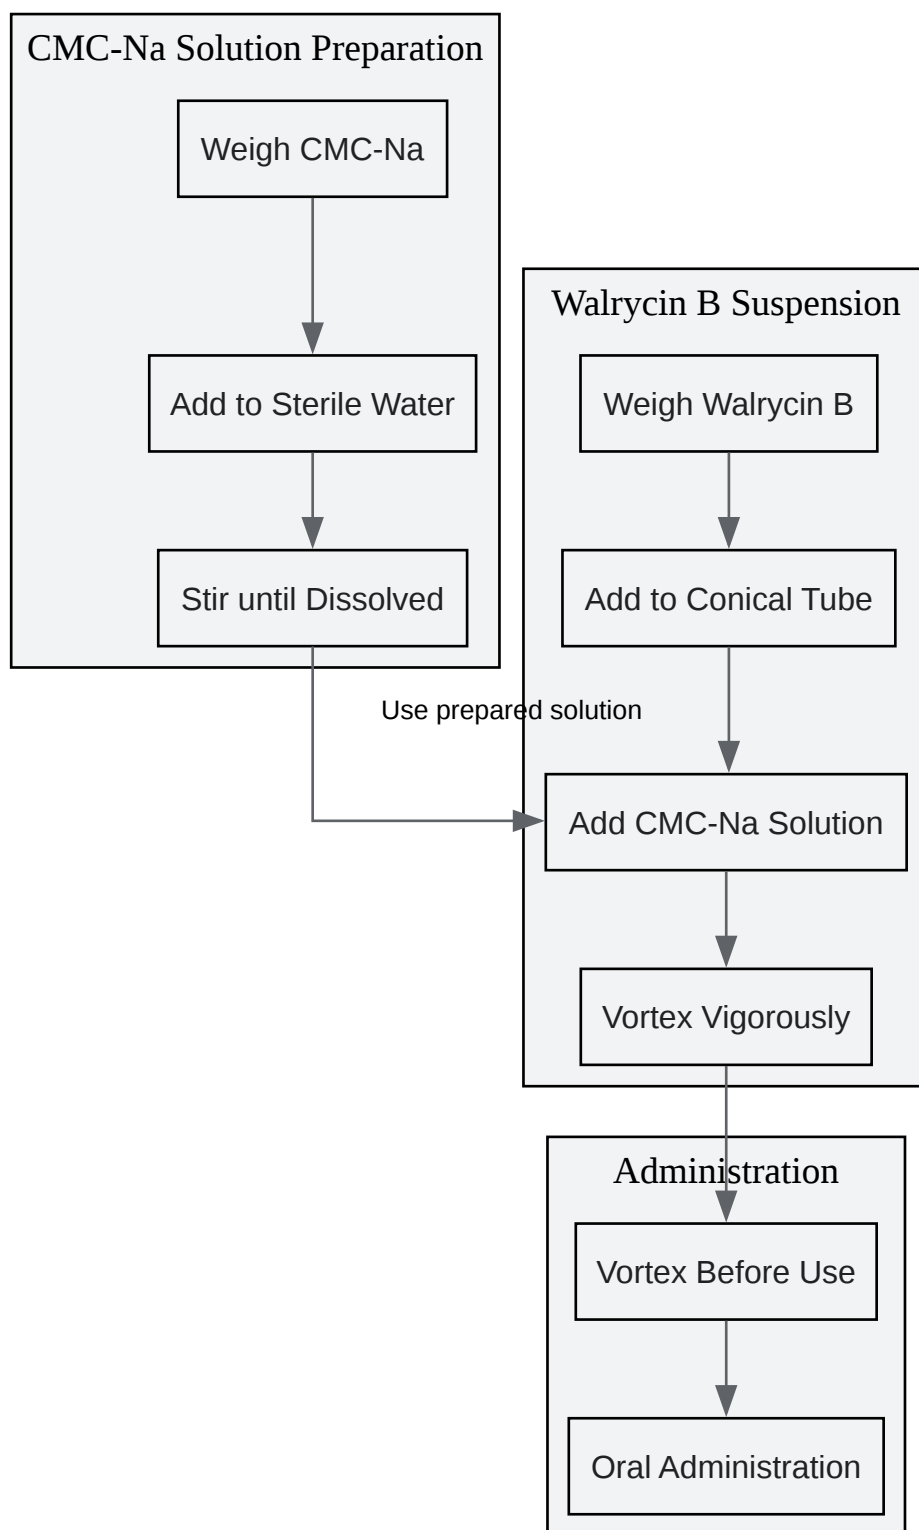 CMC-Na Solution Preparation
Weigh CMC-Na
Add to Sterile Water
Stir until Dissolved
Use prepared solution
Walrycin B Suspension
Weigh Walrycin B
Add to Conical Tube
Add CMC-Na Solution
Vortex Vigorously
Administration
Vortex Before Use
Oral Administration